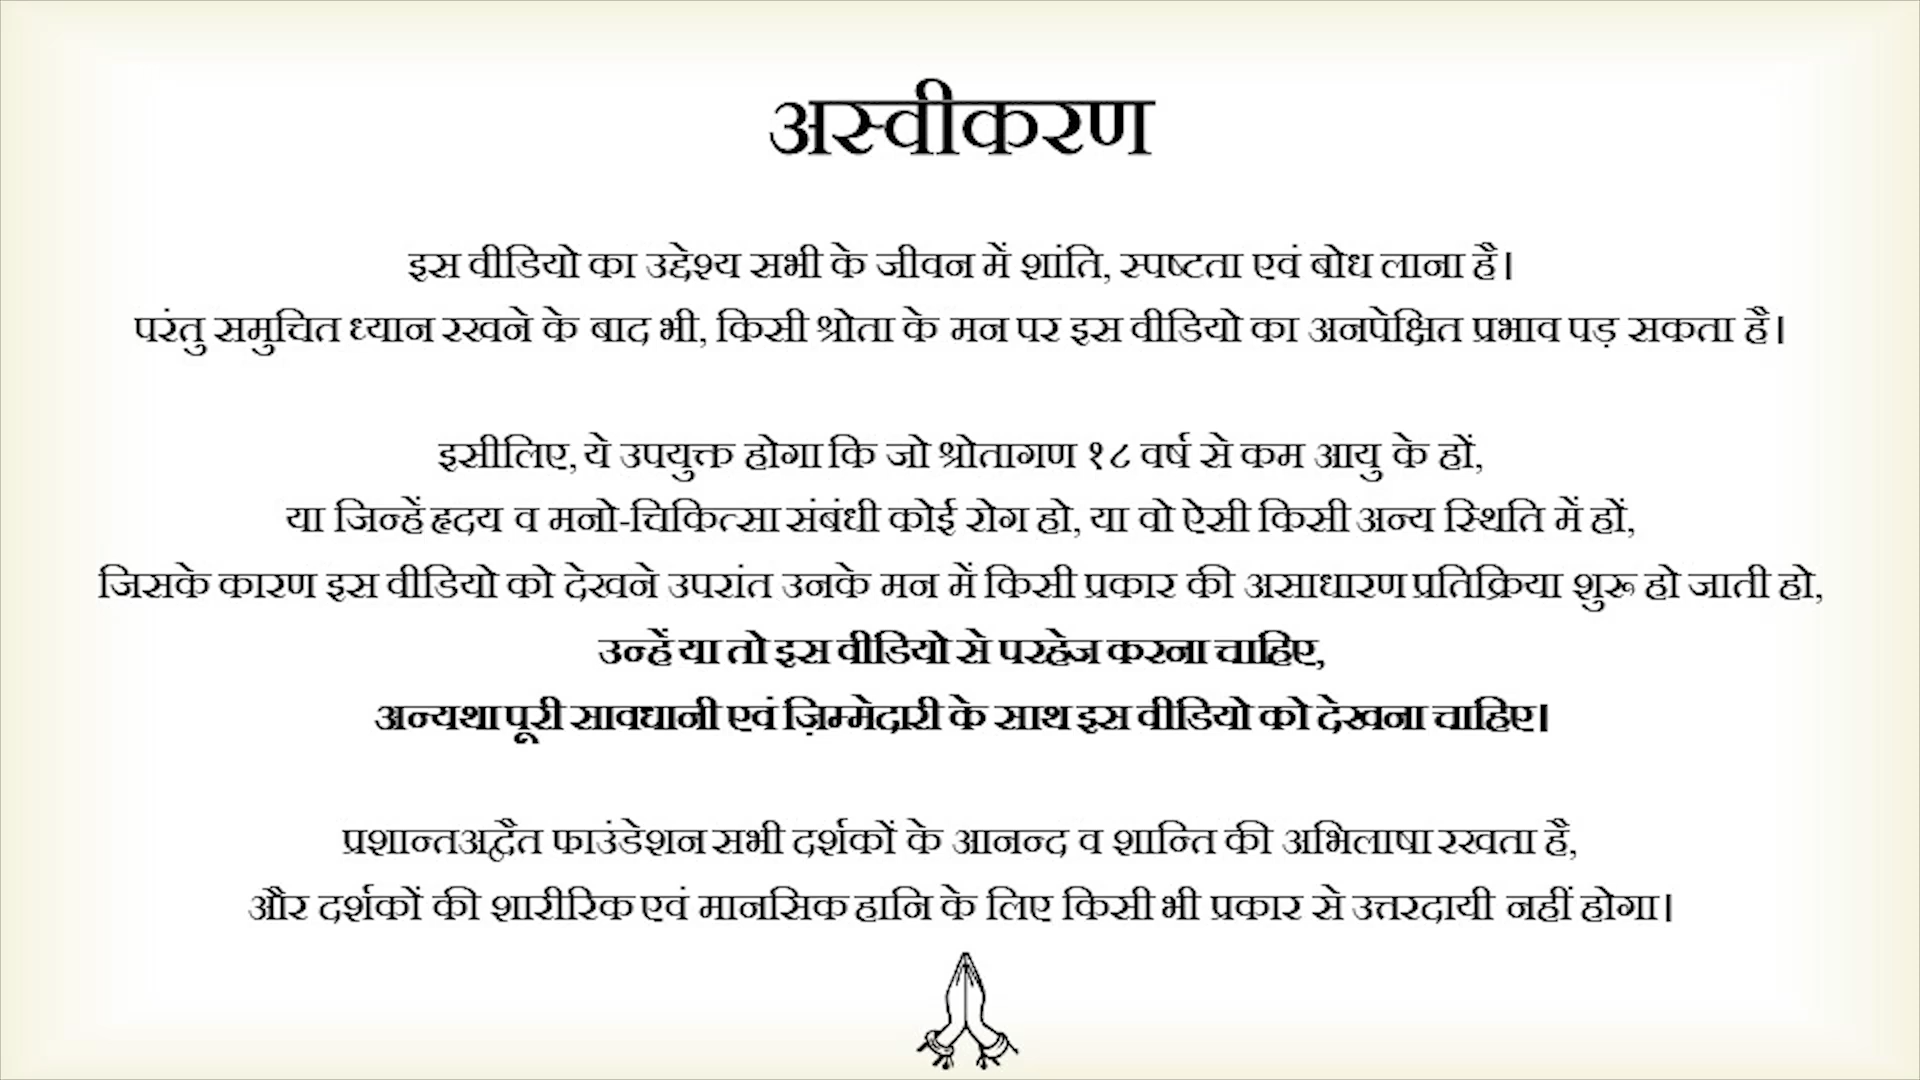 अस्वीकरण
इस वीडियो का उद्देश्य सभी के जीवन में शांति, स्पष्टता एवं बोध लाना है।
परंतु समुचित ध्यान रखने के बाद भी, किसी श्रोता के मन पर इस वीडियो का अनपेक्षित प्रभाव पड़ सकता है।
इसीलिए, ये उपयुक्त होगा कि जो श्रोतागण १८ वर्ष से कम आयु के हों,
या जिन्हें हृदय व मनो-चिकित्सा संबंधी कोई रोग हो, या वो ऐसी किसी अन्य स्थिति में हों,
जिसके कारण इस वीडियो को देखने उपरांत उनके मन में किसी प्रकार की असाधारण प्रतिक्रिया शुरू हो जाती हो,
उन्हें या तो इस वीडियो से परहेज करना चाहिए,
अन्यथा पूरी सावधानी एवं ज़िम्मेदारी के साथ इस वीडियो को देखना चाहिए।
प्रशान्तअद्वैत फाउंडेशन सभी दर्शकों के आनन्द व शान्ति की अभिलाषा रखता है,
और दर्शकों की शारीरिक एवं मानसिक हानि के लिए किसी भी प्रकार से उत्तरदायी नहीं होगा।